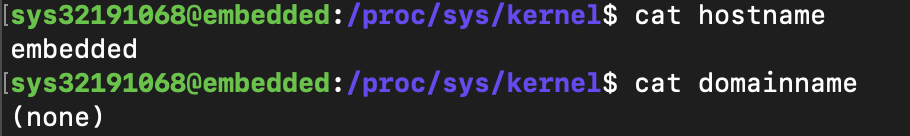 [sys32191068@embedded:/proc/sys/kernel$ cat hostname
embedded
[sys32191068@embedded:/proc/sys/kernel$ cat domainname
(none)